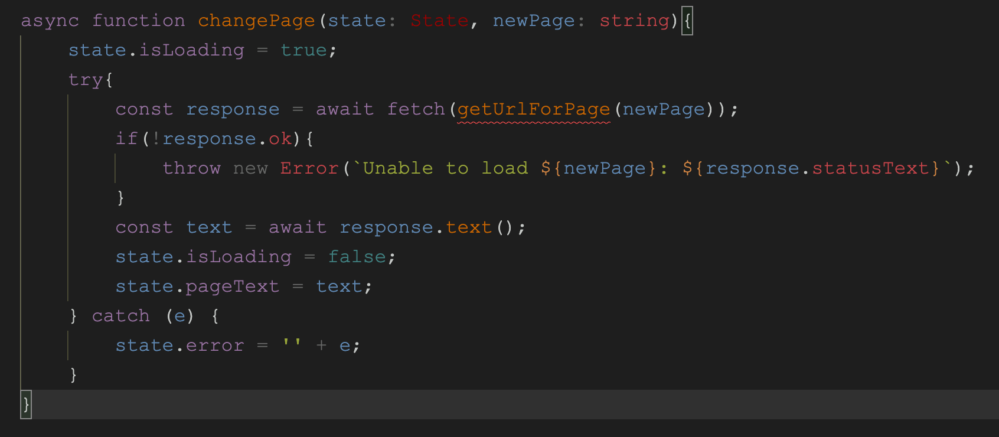 async function changePage(state: State, newPage: string){
    state.isLoading = true;
    try{
        const response = await fetch(getUrlForPage(newPage));
        if(!response.ok){
            throw new Error(`Unable to load ${newPage}: ${response.statusText}`);
        }
        const text = await response.text();
        state.isLoading = false;
        state.pageText = text;
    } catch (e) {
        state.error = '' + e;
    }
}